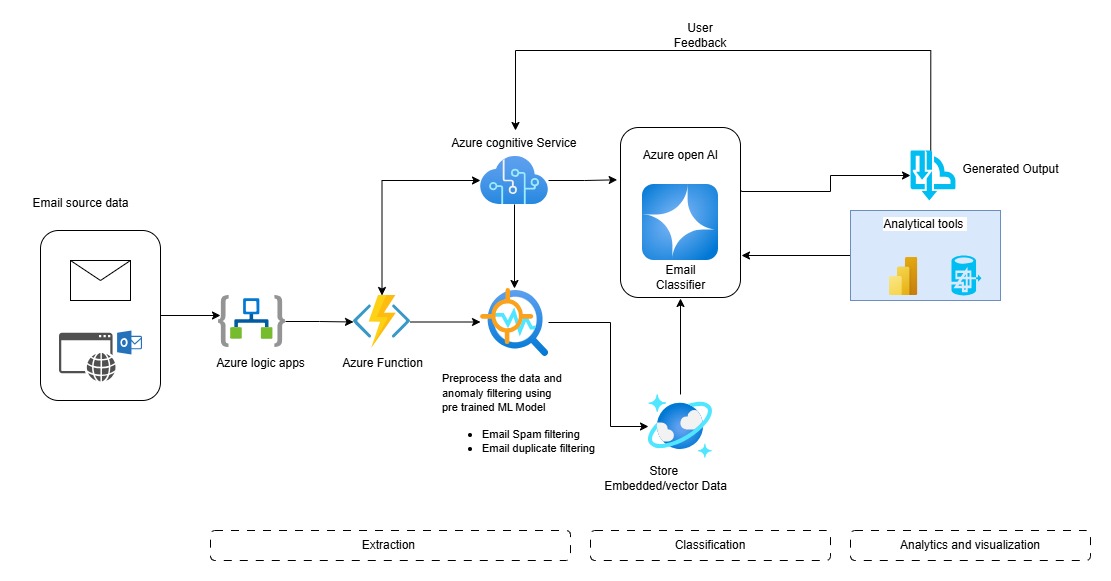 User
Feedback
Azure cognitive Service
Azure open AI
Generated Output
Email source data
Analytical tools
Email
Classifier
O
Azure logic apps
Azure Function
Preprocess the data and
anomaly filtering using
pre trained ML Model
• Email Spam filtering
• Email duplicate filtering
Store
Embedded/vector Data
Extraction
Classification
Analytics and visualization